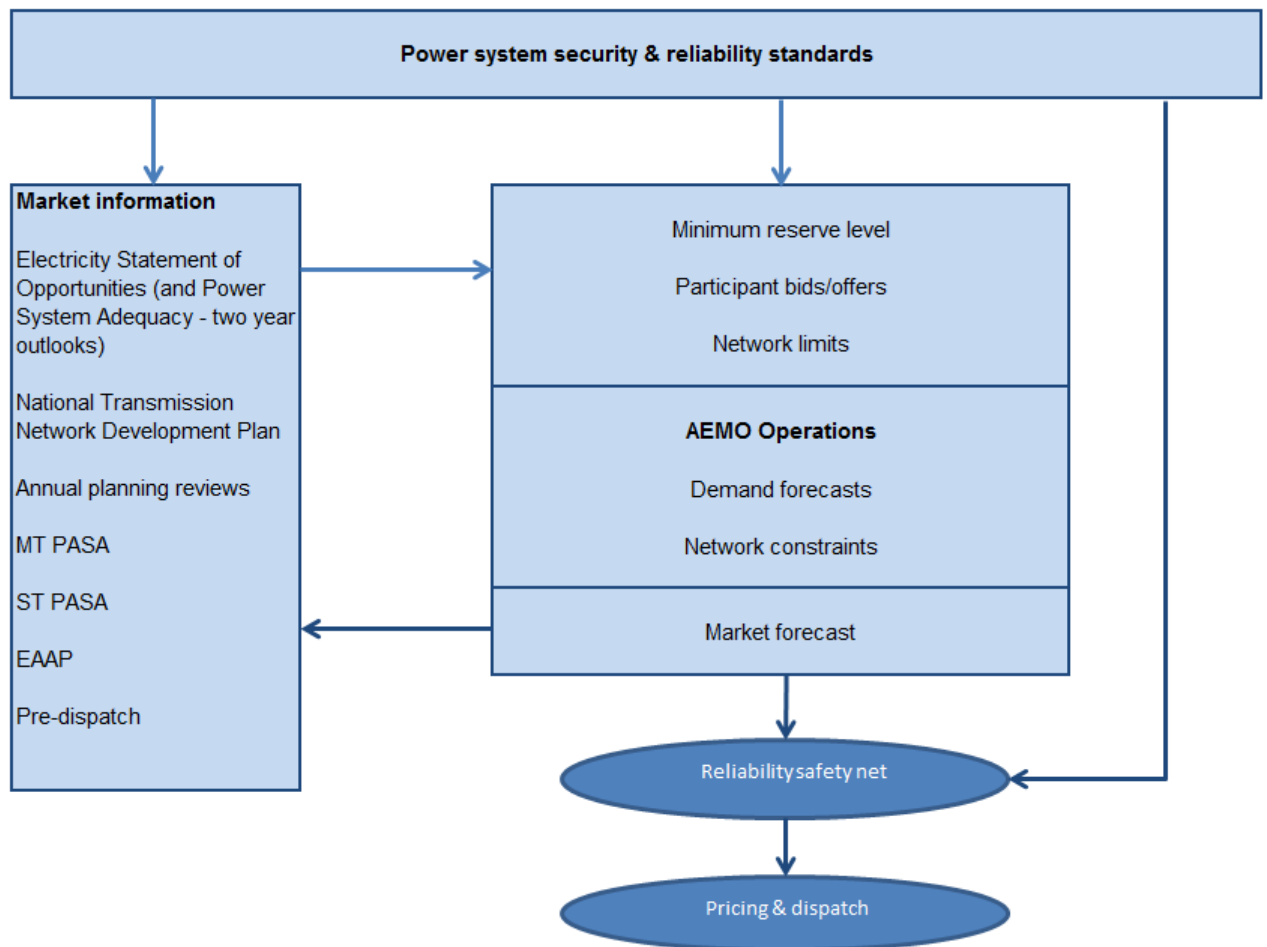 Power system security & reliability standards
Market information
Electricity Statement of
Opportunities (and Power
System Adequacy - two year
outlooks)
National Transmission
Network Development Plan
Annual planning reviews
MT PASA
ST PASA
EAAP
Pre-dispatch
Minimum reserve level
Participant bids/offers
Network limits
AEMO Operations
Demand forecasts
Network constraints
Market forecast
Reliability safety net
Pricing & dispatch